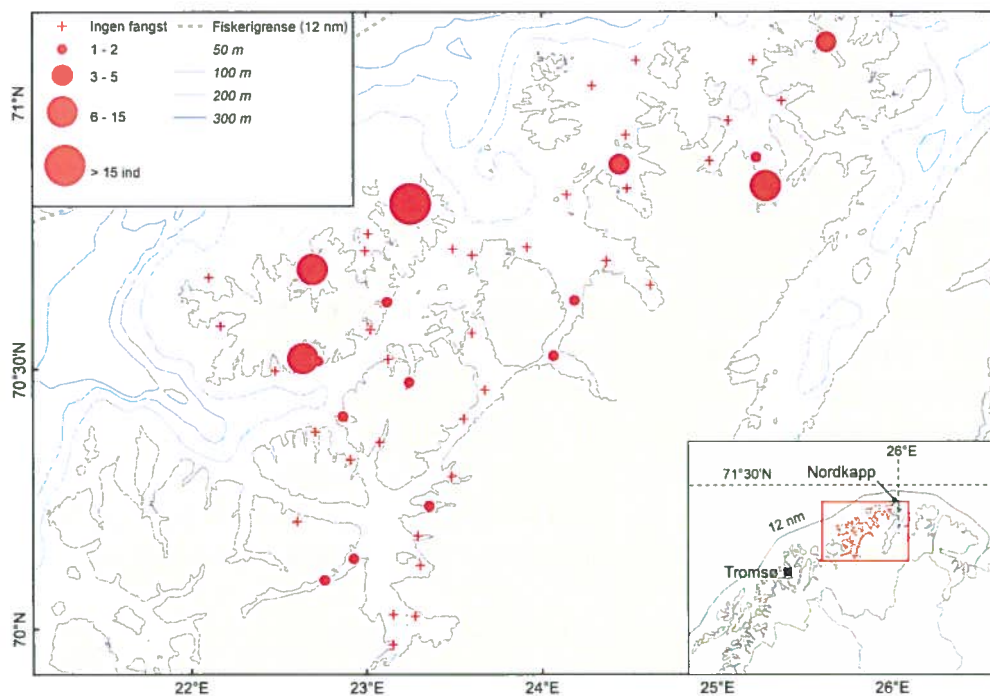 Ingen fangst
1 - 2
3 - 5
6 - 15
> 15 ind
Fiskerigrense (12 nm)
50 m
100 m
200 m
300 m
71°N
70°30'N
70°N
22°E
23°E
24°E
25°E
26°E
26°E
71°30'N
Nordkapp
12 nm
Tromsø